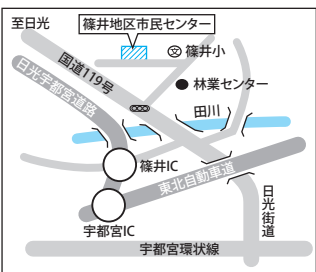 至日光
篠井地区市民センター
国道119号
文 篠井小
日光宇都宮道路
林業センター
田川
篠井IC
東北自動車道
宇都宮IC
日光街道
宇都宮環状線